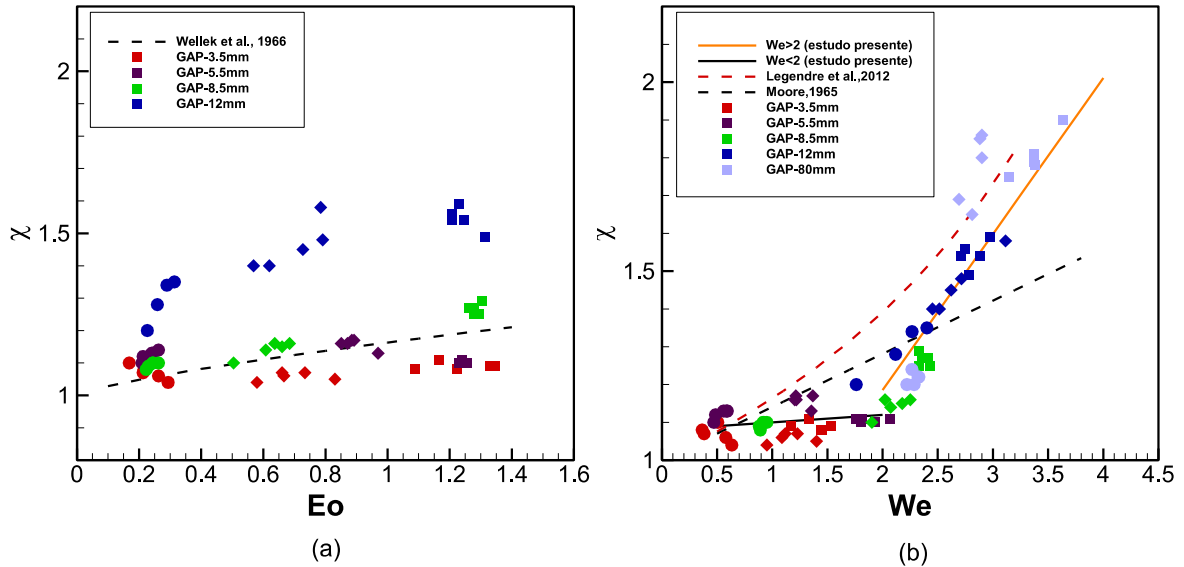 Wellek et al., 1966
GAP-3.5mm
GAP-5.5mm
GAP-8.5mm
GAP-12mm
2
1.5
1
χ
0
0.2
0.4
0.6
0.8
1
1.2
1.4
1.6
Eo
(a)
We>2 (estudo presente)
We<2 (estudo presente)
Legendre et al.,2012
Moore,1965
GAP-3.5mm
GAP-5.5mm
GAP-8.5mm
GAP-12mm
GAP-80mm
2
1.5
1
χ
0
0.5
1
1.5
2
2.5
3
3.5
4
4.5
We
(b)